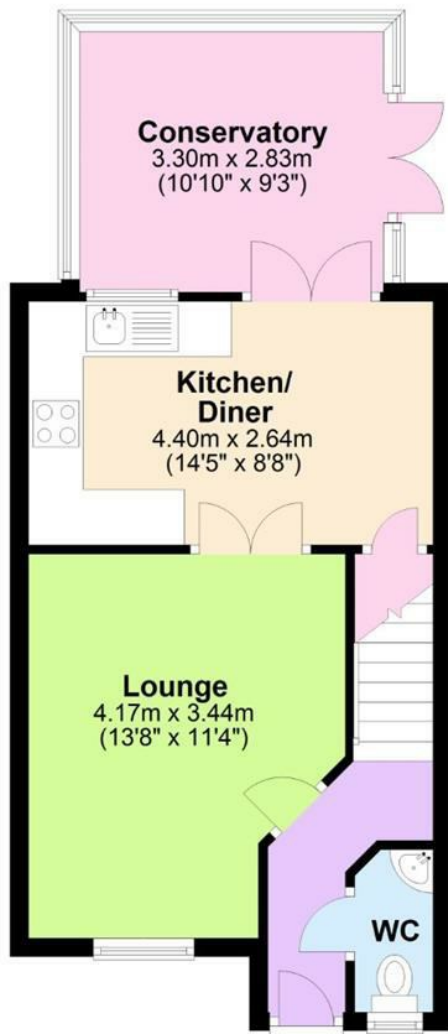 Conservatory
3.30m x 2.83m
(10'10" x 9'3")
Kitchen/
Diner
4.40m x 2.64m
(14'5" x 8'8")
Lounge
4.17m x 3.44m
(13'8" x 11'4")
WC